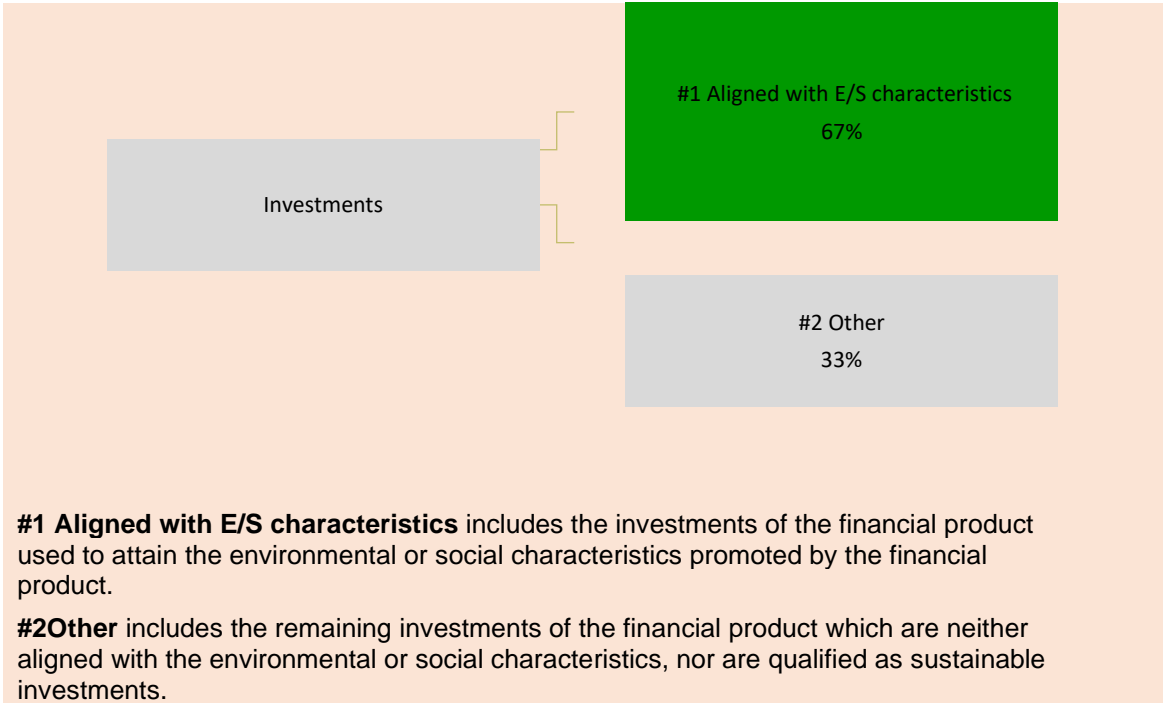 #1 Aligned with E/S characteristics
67%
Investments
#2 Other
33%
#1 Aligned with E/S characteristics includes the investments of the financial product
used to attain the environmental or social characteristics promoted by the financial
product.
#2Other includes the remaining investments of the financial product which are neither
aligned with the environmental or social characteristics, nor are qualified as sustainable
investments.